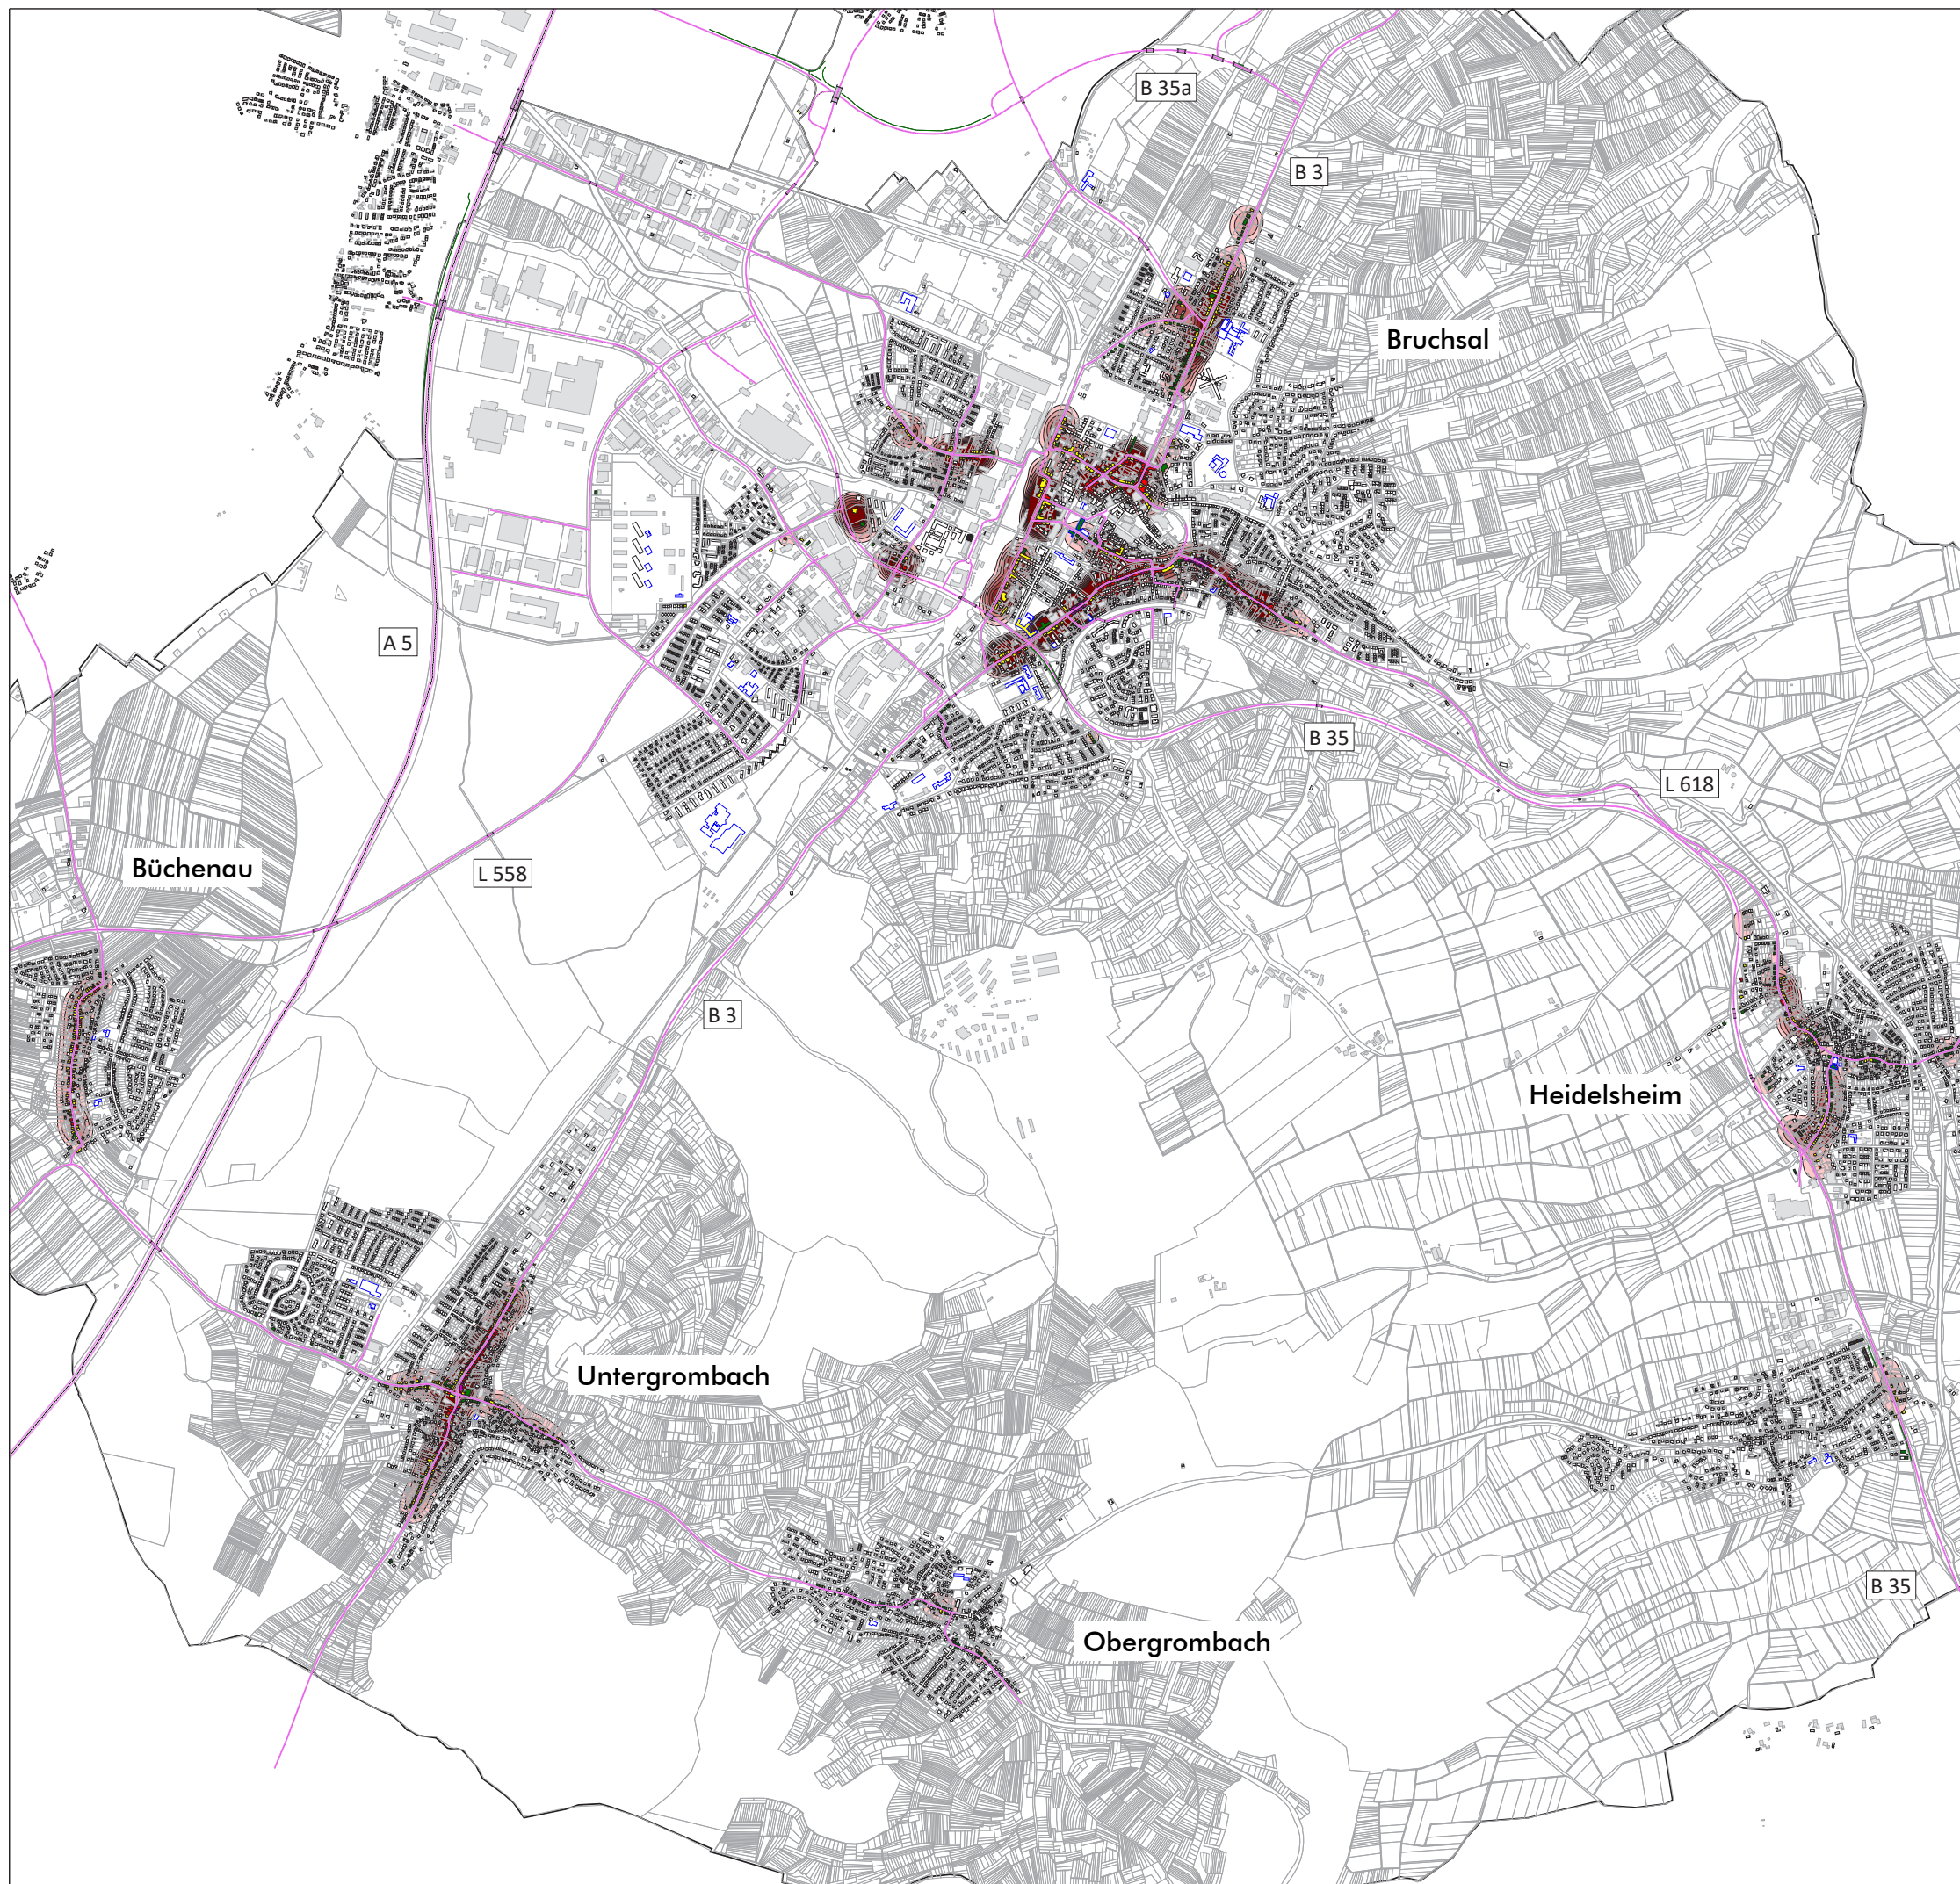 B 35a
B 3
Bruchsal
A 5
B 35
L 618
Büchenau
L 558
B 3
Heidelsheim
Untergrombach
B 35
Obergrombach